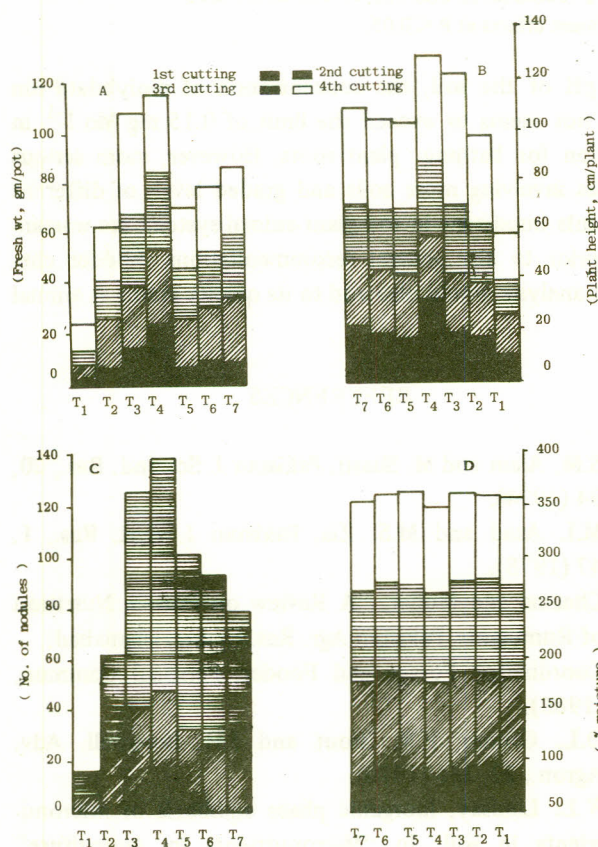 1st cutting 2nd cutting
3rd cutting 4th cutting
A
(Fresh wt, gm/pot)
120
100
80
60
40
20
0
T1 T2 T3 T4 T5 T6 T7
B
(Plant height, cm/plant)
140
120
100
80
60
40
20
0
T7 T6 T5 T4 T3 T2 T1
C
( No. of nodules)
140
120
100
80
60
40
20
0
T1 T2 T3 T4 T5 T6 T7
D
400
350
300
250
200
150
100
50
T7 T6 T5 T4 T3 T2 T1